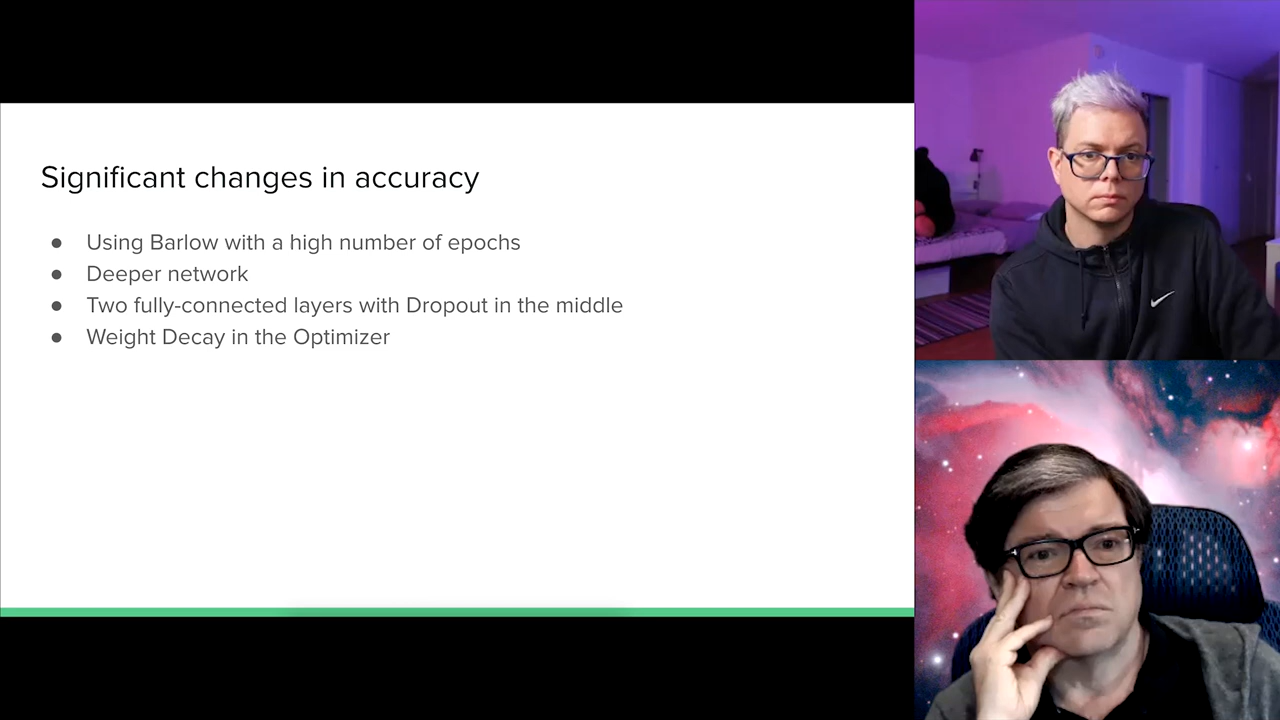 Significant changes in accuracy
● Using Barlow with a high number of epochs
● Deeper network
● Two fully-connected layers with Dropout in the middle
● Weight Decay in the Optimizer